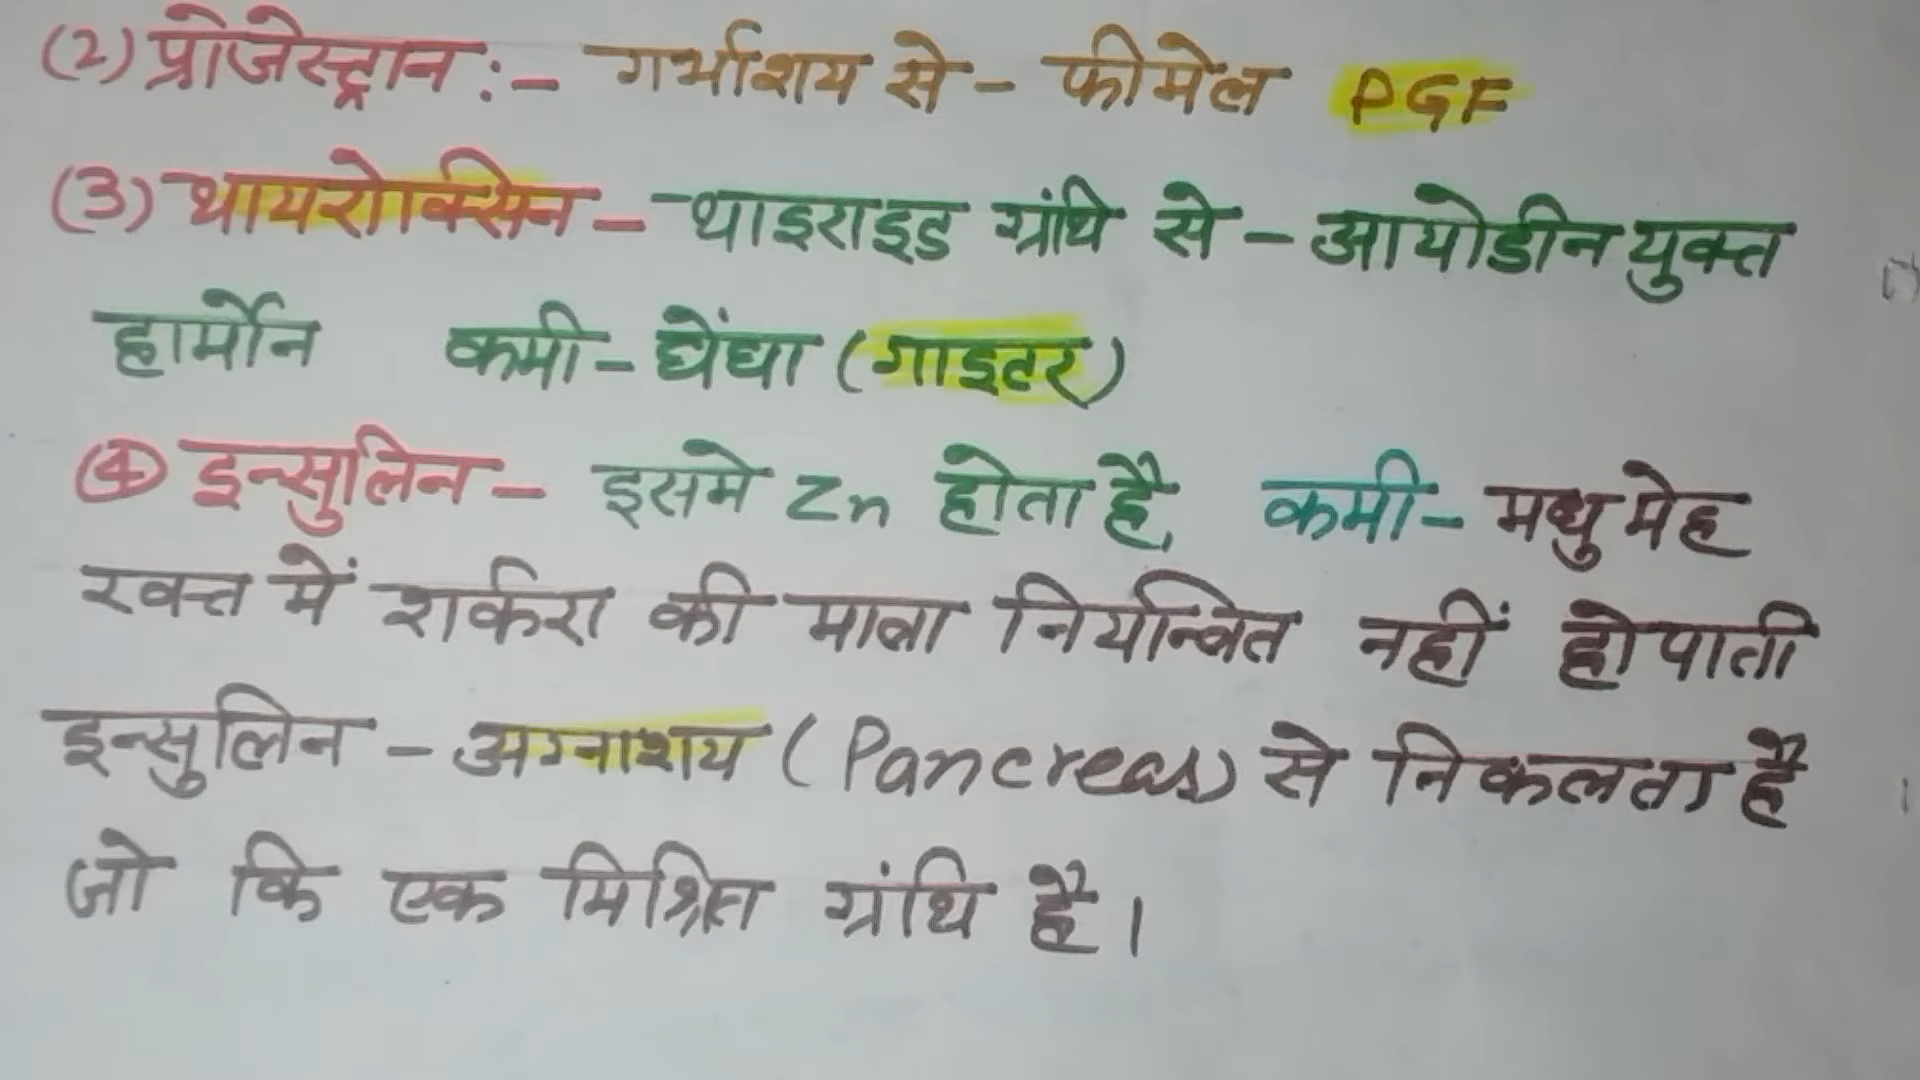 (2) प्रोजेस्ट्रान :- गर्भाशय से - फीमेल PGF
(3) थायरोक्सिन - थाइराइड ग्रंथि से - आयोडीन युक्त
हार्मोन कमी - घेंघा (गाइटर)
④ इन्सुलिन - इसमे Zn होता है, कमी - मधुमेह
रक्त में शर्करा की मात्रा नियन्त्रित नहीं हो पाती
इन्सुलिन - अग्नाशय (Pancreas) से निकलता है
जो कि एक मिश्रित ग्रंथि है।